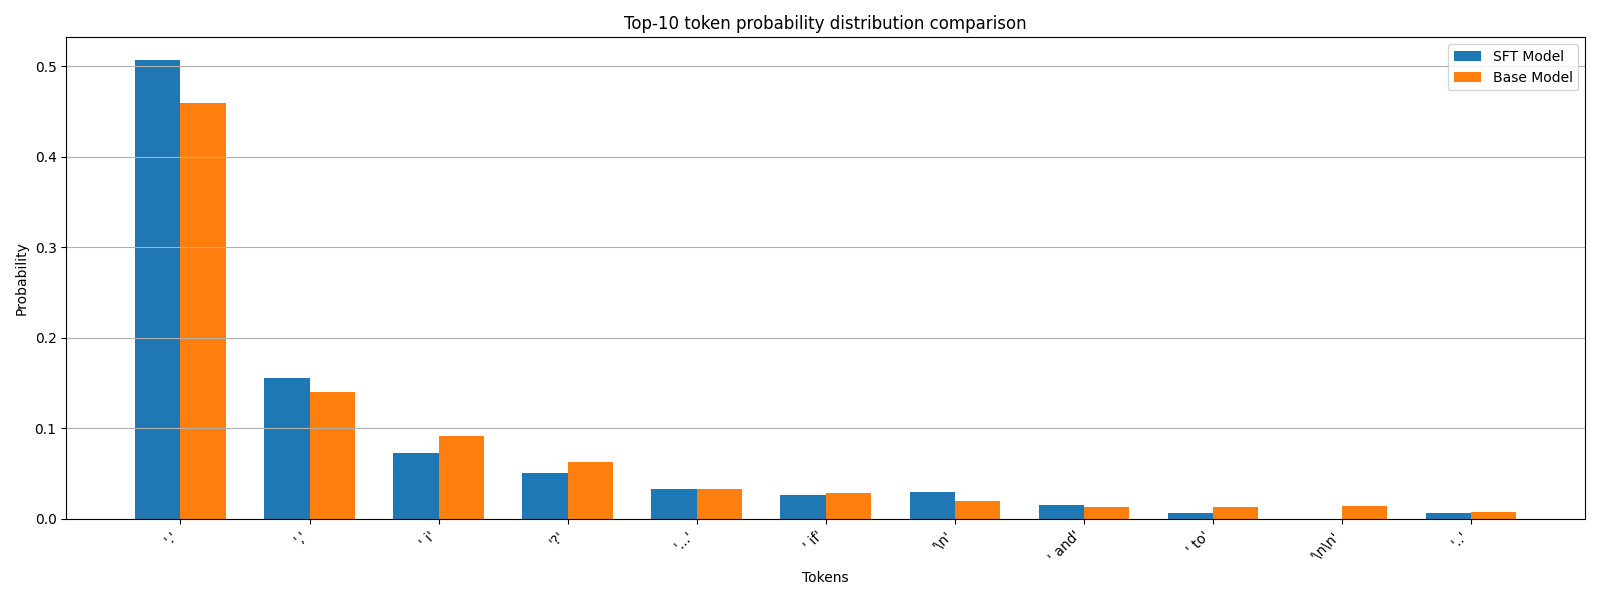 Top-10 token probability distribution comparison
SFT Model
Base Model
Probability
0.5
0.4
0.3
0.2
0.1
0.0
'.'
','
' i'
'?'
'...'
' if'
'\n'
' and'
' to'
'\n\n'
'..'
Tokens